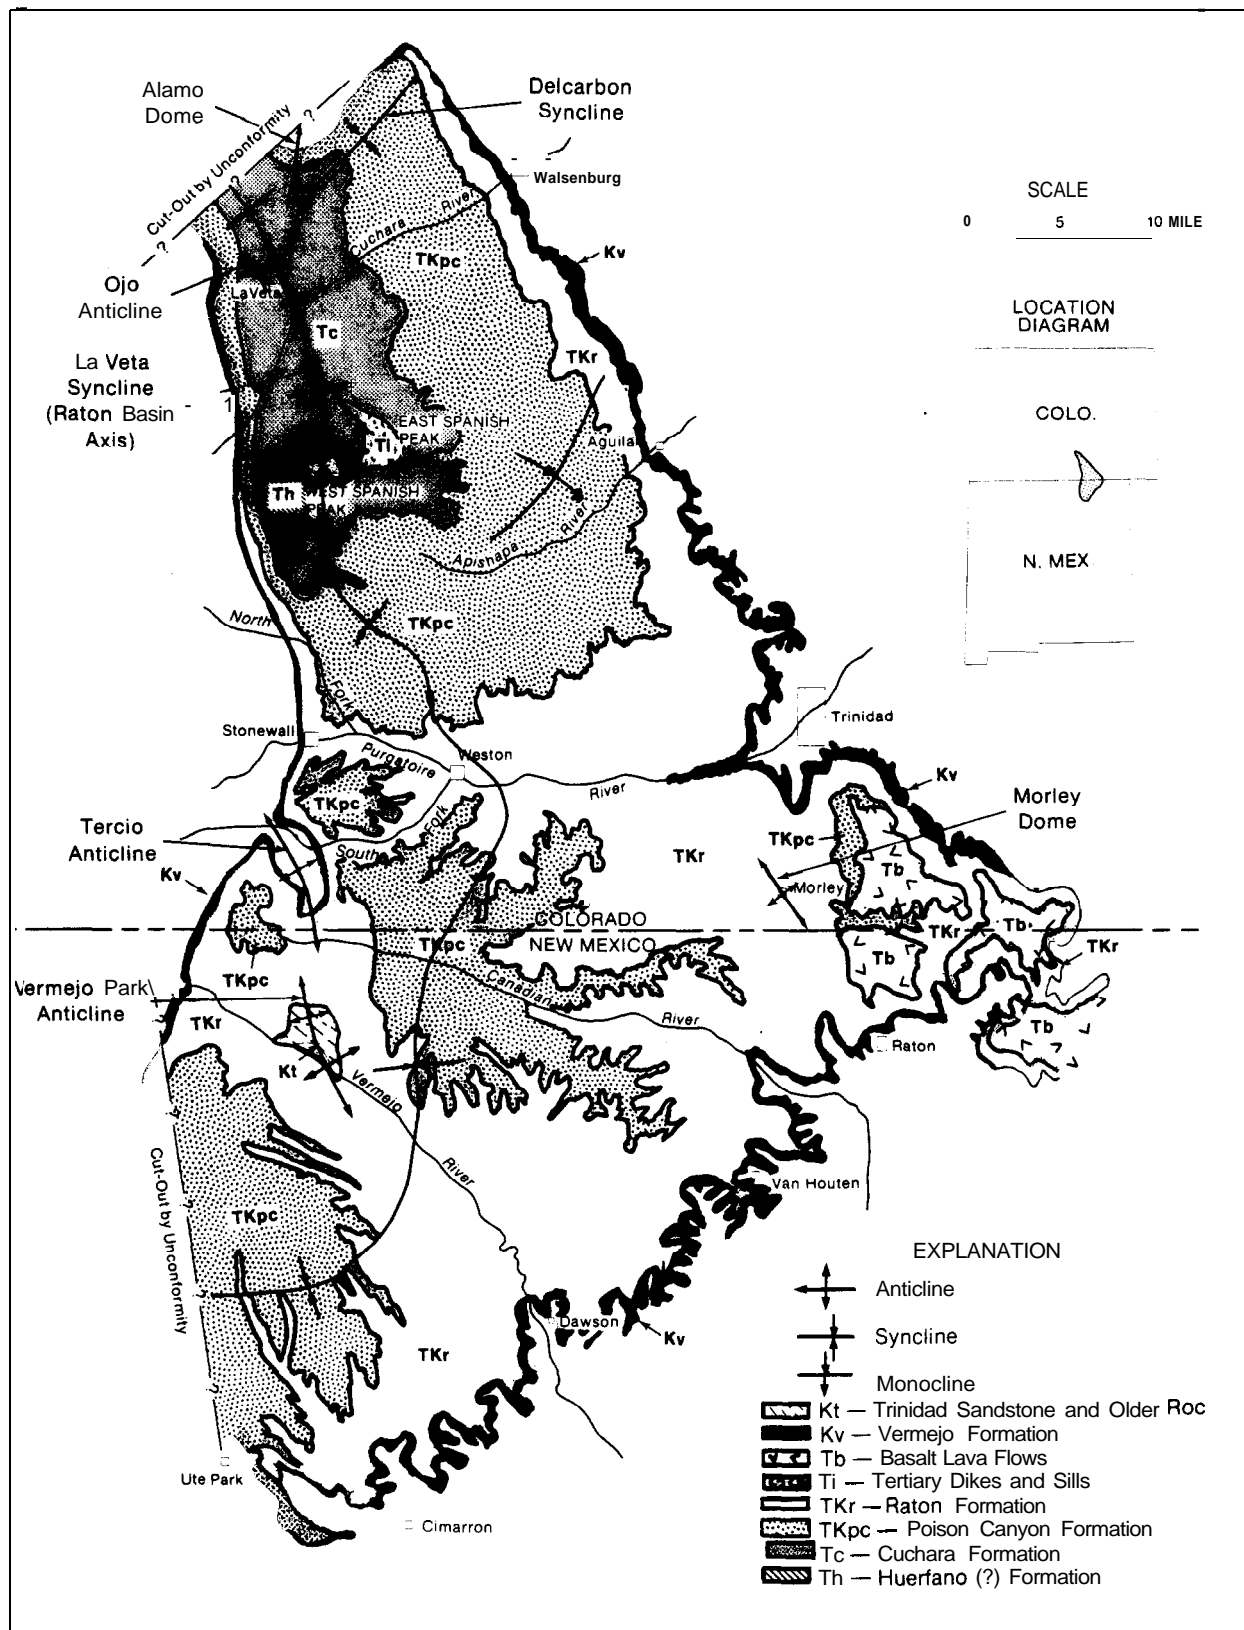 Alamo
Dome
Delcarbon
Syncline
Cut-Out by Unconformity
?
?
?
?
Walsenburg
Cuchara River
TKpc
Kv
SCALE
0 5 10 MILE
Ojo
Anticline
La Veta
Tc
TKr
LOCATION
DIAGRAM
La Veta
Syncline
(Raton Basin
Axis)
COLO.
EAST SPANISH
PEAK
Ti
Aguila
Th
WEST SPANISH
PEAK
Apishapa River
N. MEX
North Fork
TKpc
Stonewall
Trinidad
Purgatoire River
Weston
Kv
TKpc
Morley
Dome
Tercio
Anticline
South Fork
TKr
TKpc
Tb
Kv
Morley
COLORADO
NEW MEXICO
TKpc
TKpc
TKr
Tb
TKr
Tb
Vermejo Park
Anticline
TKr
Canadian River
Raton
Tb
Kt
Vermejo River
?
Cut-Out by Unconformity
?
?
?
Van Houten
TKpc
EXPLANATION
Anticline
Syncline
Monocline
Dawson
Kv
TKr
Kt — Trinidad Sandstone and Older Roc
Kv — Vermejo Formation
Tb — Basalt Lava Flows
Ti — Tertiary Dikes and Sills
TKr — Raton Formation
TKpc — Poison Canyon Formation
Tc — Cuchara Formation
Th — Huerfano (?) Formation
Ute Park
Cimarron